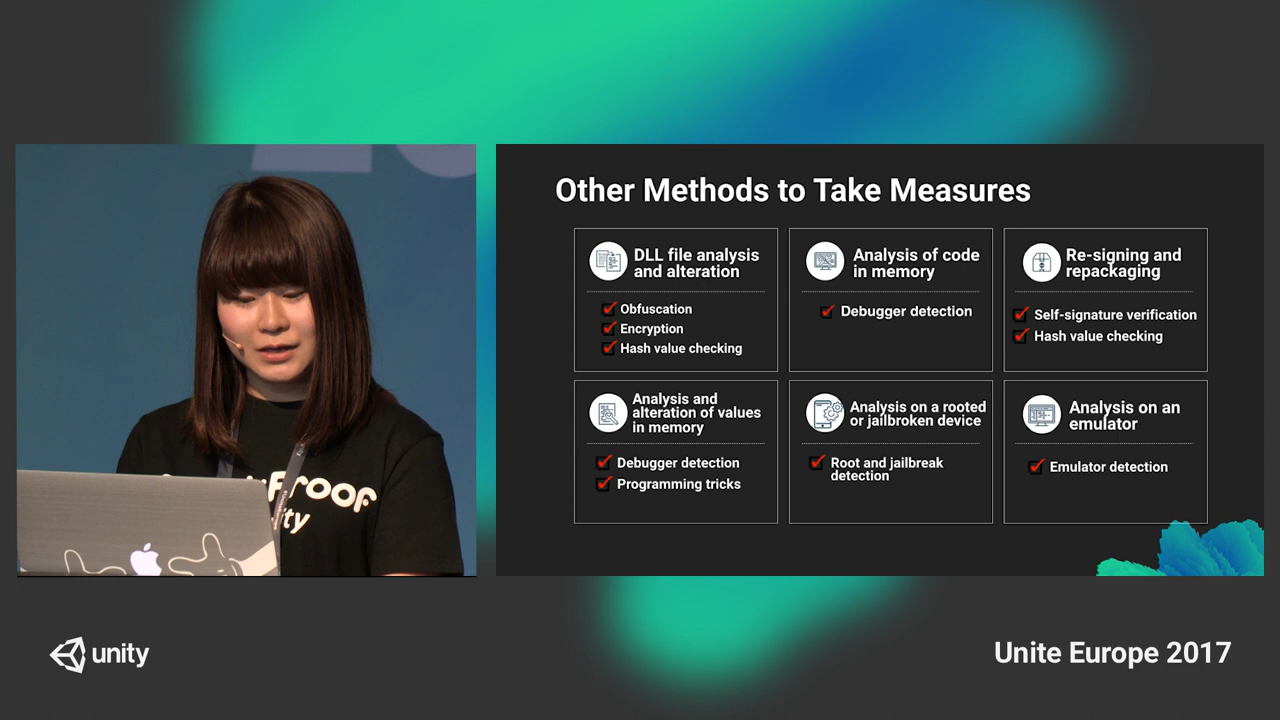 Other Methods to Take Measures
DLL file analysis
and alteration
Obfuscation
Encryption
Hash value checking
Analysis of code
in memory
Debugger detection
Re-signing and
repackaging
Self-signature verification
Hash value checking
Analysis and
alteration of values
in memory
Debugger detection
Programming tricks
Analysis on a rooted
or jailbroken device
Root and jailbreak
detection
Analysis on an
emulator
Emulator detection
unity
Unite Europe 2017